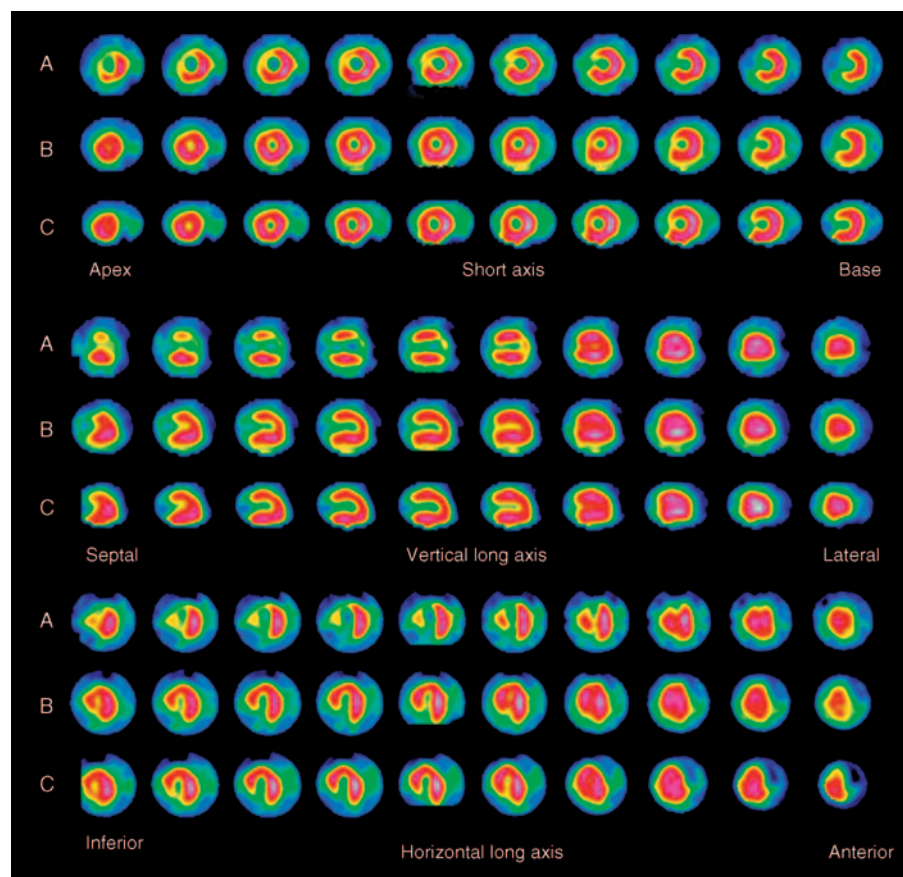 A
B
C
Apex Short axis Base
A
B
C
Septal Vertical long axis Lateral
A
B
C
Inferior Horizontal long axis Anterior